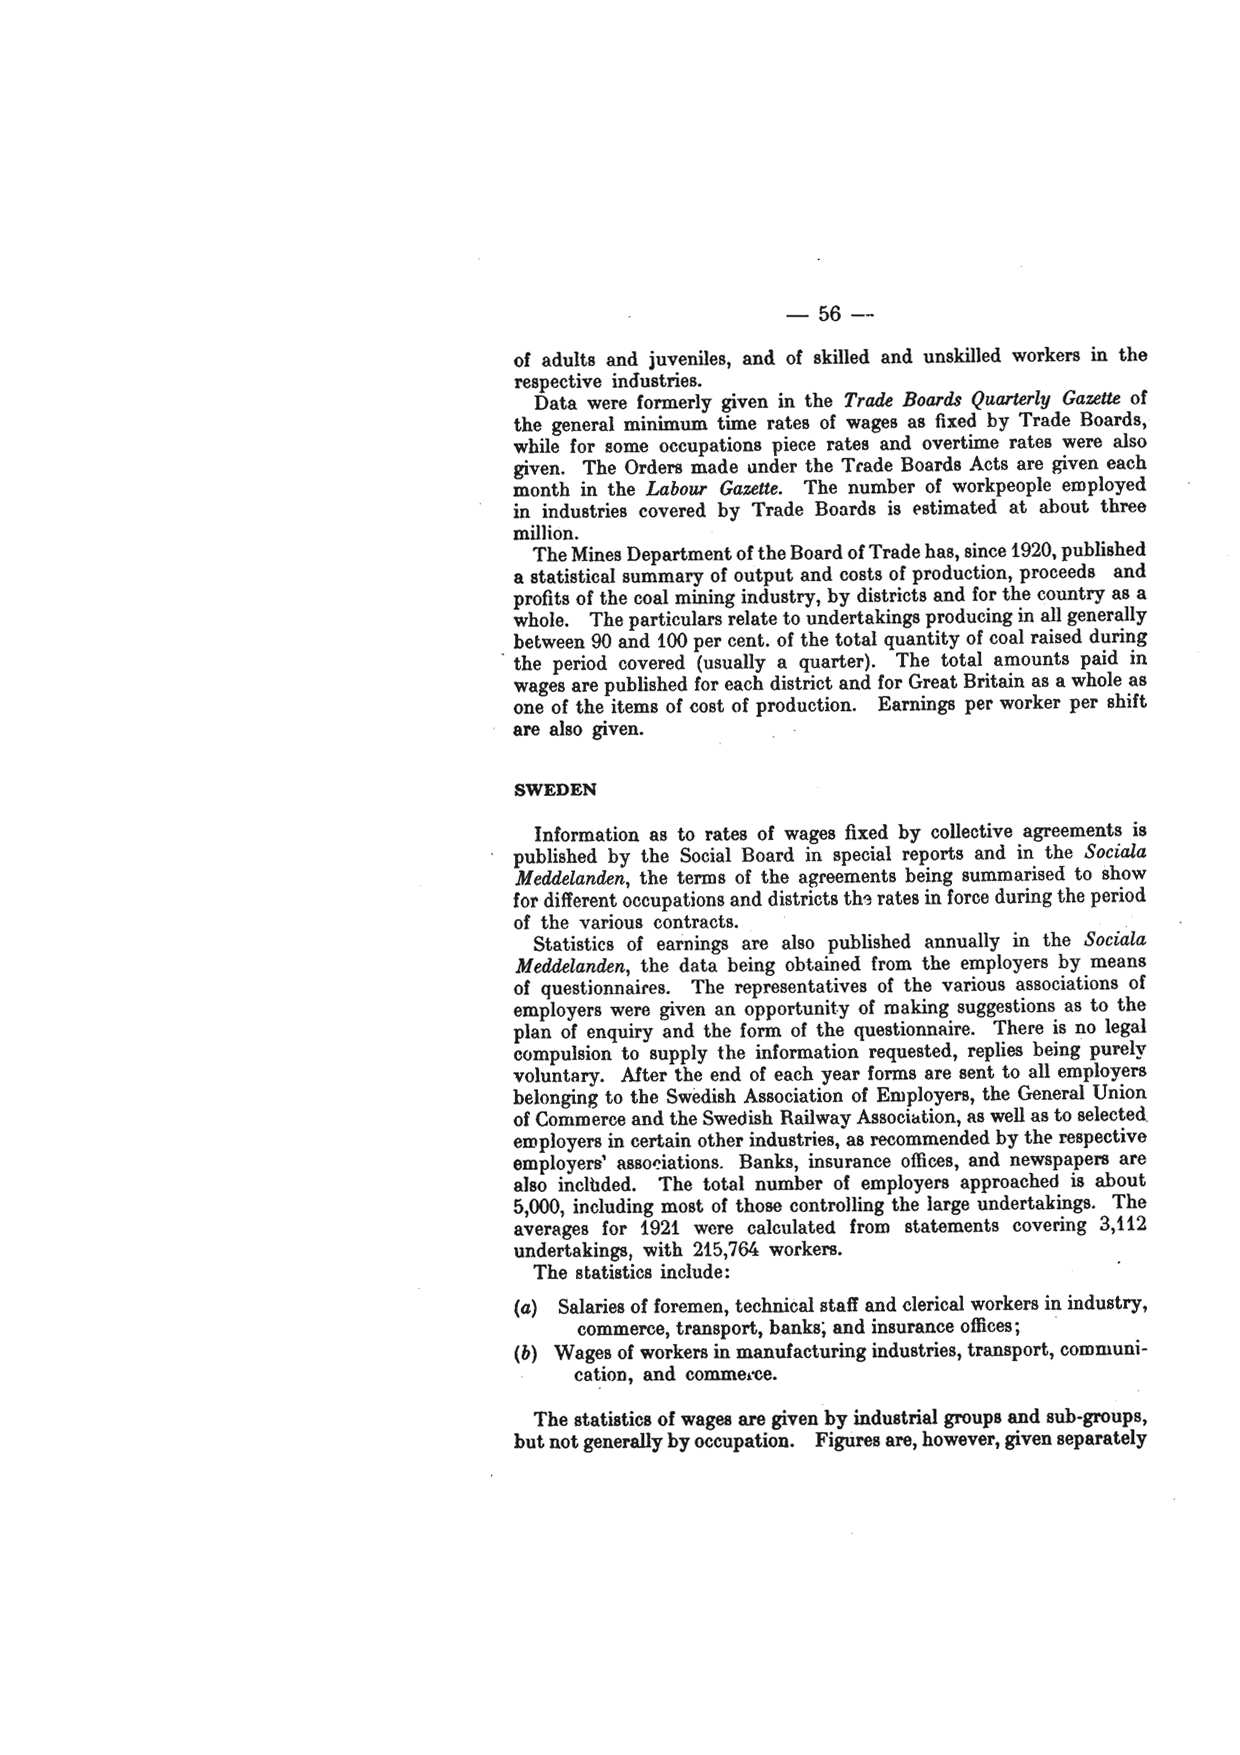 — 56 —
of adults and juveniles, and of skilled and unskilled workers in the
respective industries.
Data were formerly given in the Trade Boards Quarterly Gazette of
the general minimum time rates of wages as fixed by Trade Boards,
while for some occupations piece rates and overtime rates were also
given. The Orders made under the Trade Boards Acts are given each
month in the Labour Gazette. The number of workpeople employed
in industries covered by Trade Boards is estimated at about three
million.
The Mines Department of the Board of Trade has, since 1920, published
a statistical summary of output and costs of production, proceeds and
profits of the coal mining industry, by districts and for the country as a
whole. The particulars relate to undertakings producing in all generally
between 90 and 100 per cent. of the total quantity of coal raised during
the period covered (usually a quarter). The total amounts paid in
wages are published for each district and for Great Britain as a whole as
one of the items of cost of production. Earnings per worker per shift
are also given.
SWEDEN
Information as to rates of wages fixed by collective agreements is
published by the Social Board in special reports and in the Sociala
Meddelanden, the terms of the agreements being summarised to show
for different occupations and districts the rates in force during the period
of the various contracts.
Statistics of earnings are also published annually in the Sociala
Meddelanden, the data being obtained from the employers by means
of questionnaires. The representatives of the various associations of
employers were given an opportunity of making suggestions as to the
plan of enquiry and the form of the questionnaire. There is no legal
compulsion to supply the information requested, replies being purely
voluntary. After the end of each year forms are sent to all employers
belonging to the Swedish Association of Employers, the General Union
of Commerce and the Swedish Railway Association, as well as to selected
employers in certain other industries, as recommended by the respective
employers' associations. Banks, insurance offices, and newspapers are
also included. The total number of employers approached is about
5,000, including most of those controlling the large undertakings. The
averages for 1921 were calculated from statements covering 3,112
undertakings, with 215,764 workers.
The statistics include:
(a) Salaries of foremen, technical staff and clerical workers in industry,
commerce, transport, banks, and insurance offices;
(b) Wages of workers in manufacturing industries, transport, communi-
cation, and commerce.
The statistics of wages are given by industrial groups and sub-groups,
but not generally by occupation. Figures are, however, given separately